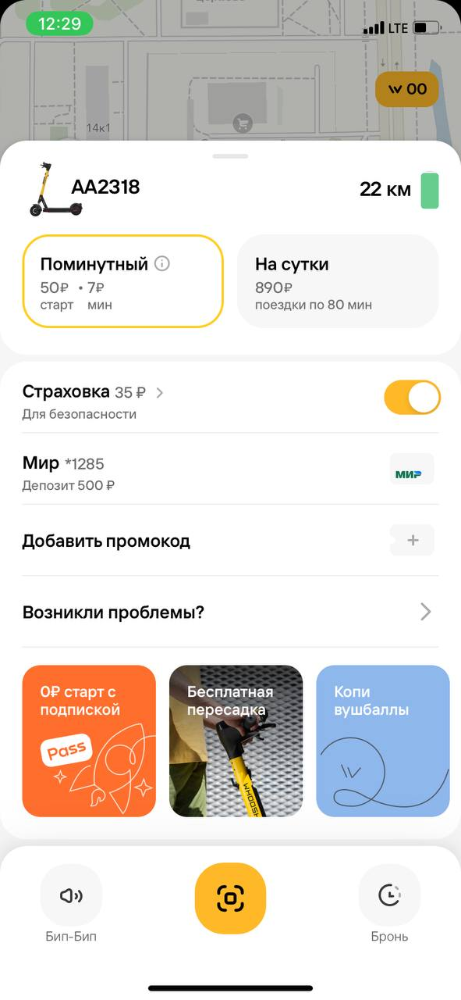 12:29
LTE
00
14к1
AA2318
22 км
Поминутный
50₽ • 7₽
старт мин
На сутки
890₽
поездки по 80 мин
Страховка 35 ₽
Для безопасности
Мир *1285
Депозит 500 ₽
МИР
Добавить промокод
+
Возникли проблемы?
0₽ старт с
подпиской
Pass
Бесплатная
пересадка
WHOOSH
Копи
вушбаллы
Бип-Бип
Бронь